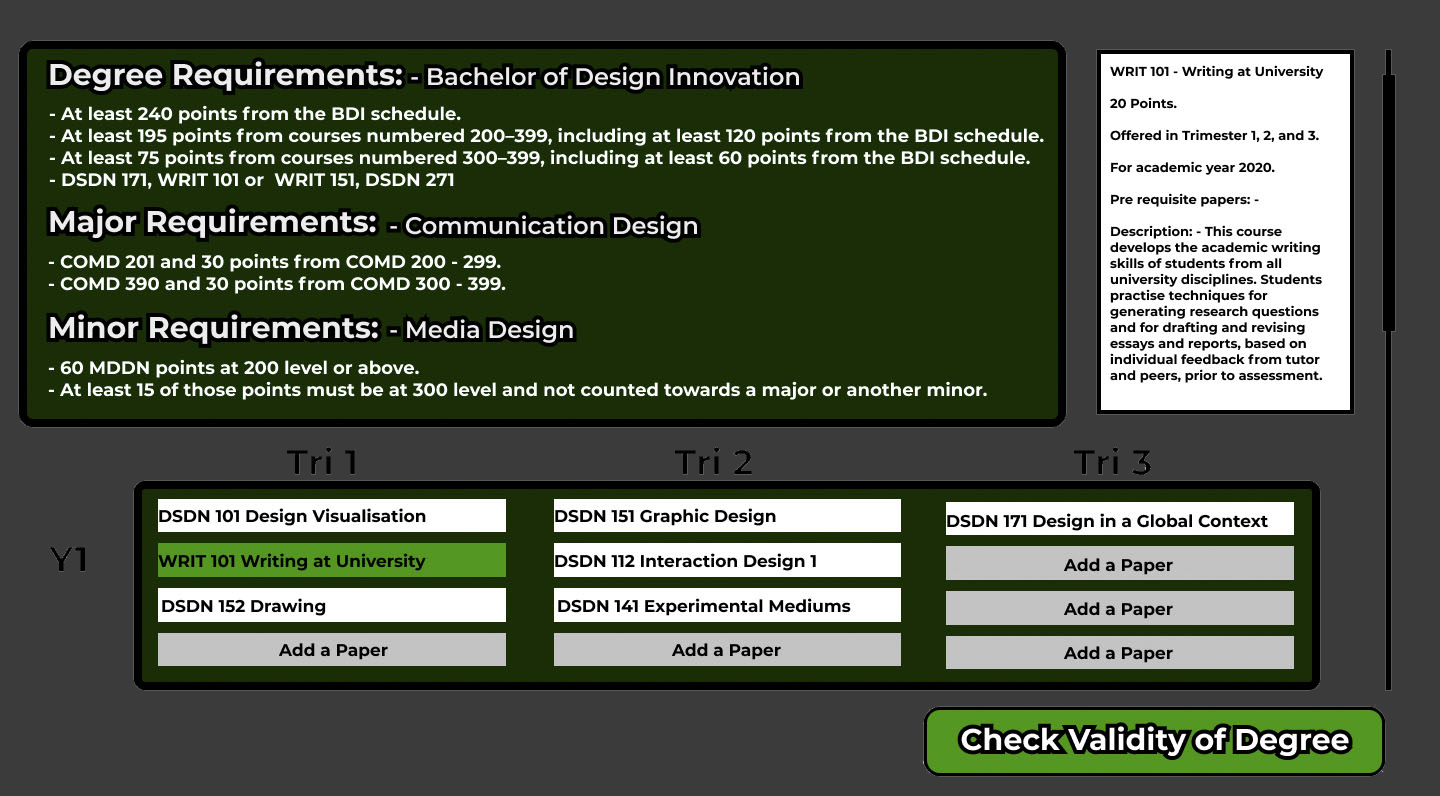 Degree Requirements: - Bachelor of Design Innovation
- At least 240 points from the BDI schedule.
- At least 195 points from courses numbered 200–399, including at least 120 points from the BDI schedule.
- At least 75 points from courses numbered 300–399, including at least 60 points from the BDI schedule.
- DSDN 171, WRIT 101 or  WRIT 151, DSDN 271
Major Requirements: - Communication Design
- COMD 201 and 30 points from COMD 200 - 299.
- COMD 390 and 30 points from COMD 300 - 399.
Minor Requirements: - Media Design
- 60 MDDN points at 200 level or above.
- At least 15 of those points must be at 300 level and not counted towards a major or another minor.
WRIT 101 - Writing at University
20 Points.
Offered in Trimester 1, 2, and 3.
For academic year 2020.
Pre requisite papers: -
Description: - This course
develops the academic writing
skills of students from all
university disciplines. Students
practise techniques for
generating research questions
and for drafting and revising
essays and reports, based on
individual feedback from tutor
and peers, prior to assessment.
Tri 1
Tri 2
Tri 3
Y1
DSDN 101 Design Visualisation
WRIT 101 Writing at University
DSDN 152 Drawing
Add a Paper
DSDN 151 Graphic Design
DSDN 112 Interaction Design 1
DSDN 141 Experimental Mediums
Add a Paper
DSDN 171 Design in a Global Context
Add a Paper
Add a Paper
Add a Paper
Check Validity of Degree